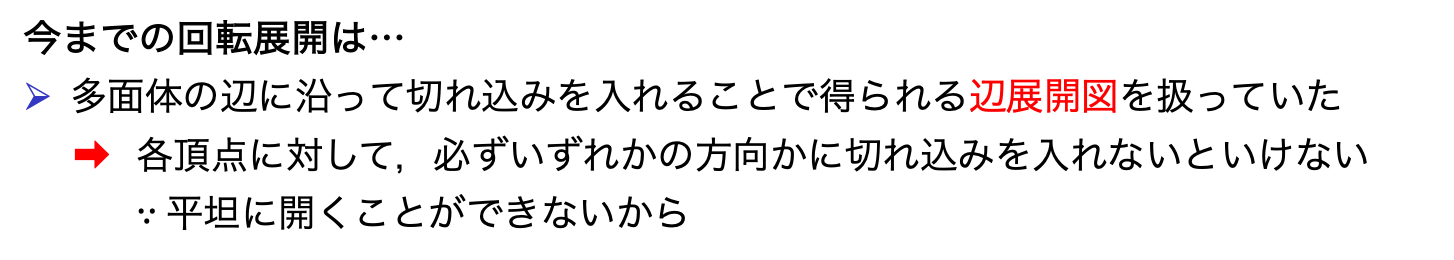 今までの回転展開は…
➢ 多面体の辺に沿って切れ込みを入れることで得られる辺展開図を扱っていた
➡ 各頂点に対して，必ずいずれかの方向かに切れ込みを入れないといけない
∵ 平坦に開くことができないから